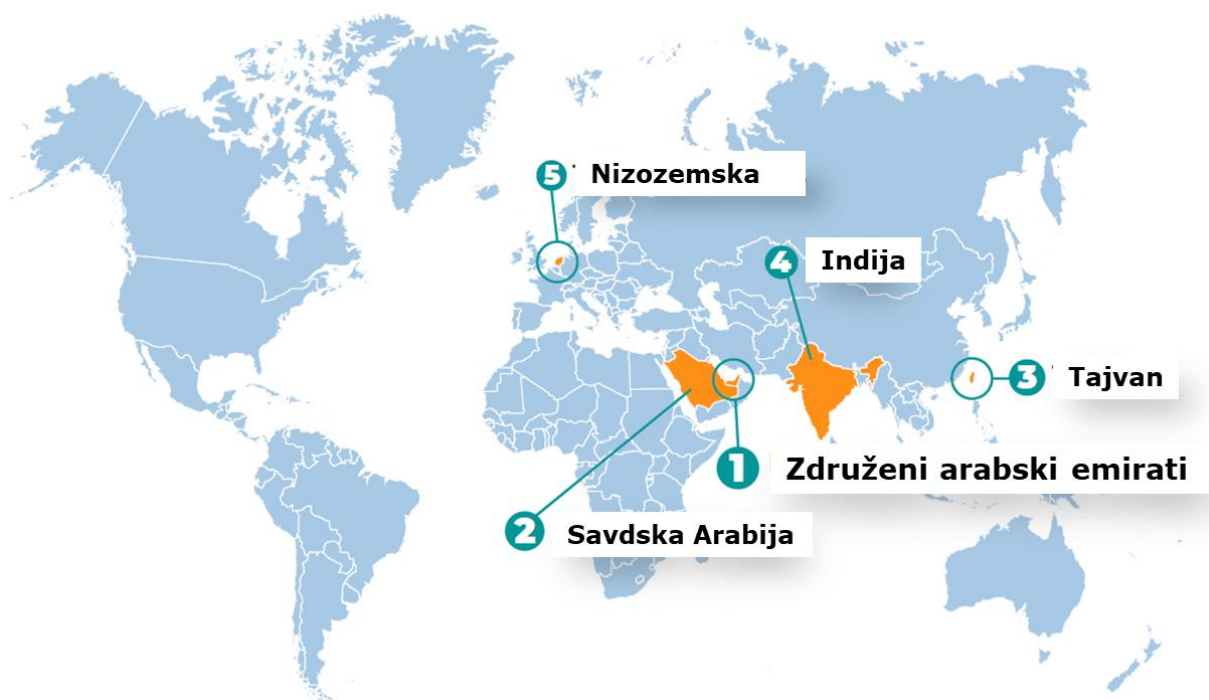 5 Nizozemska
4 Indija
3 Tajvan
1 Združeni arabski emirati
2 Savdska Arabija